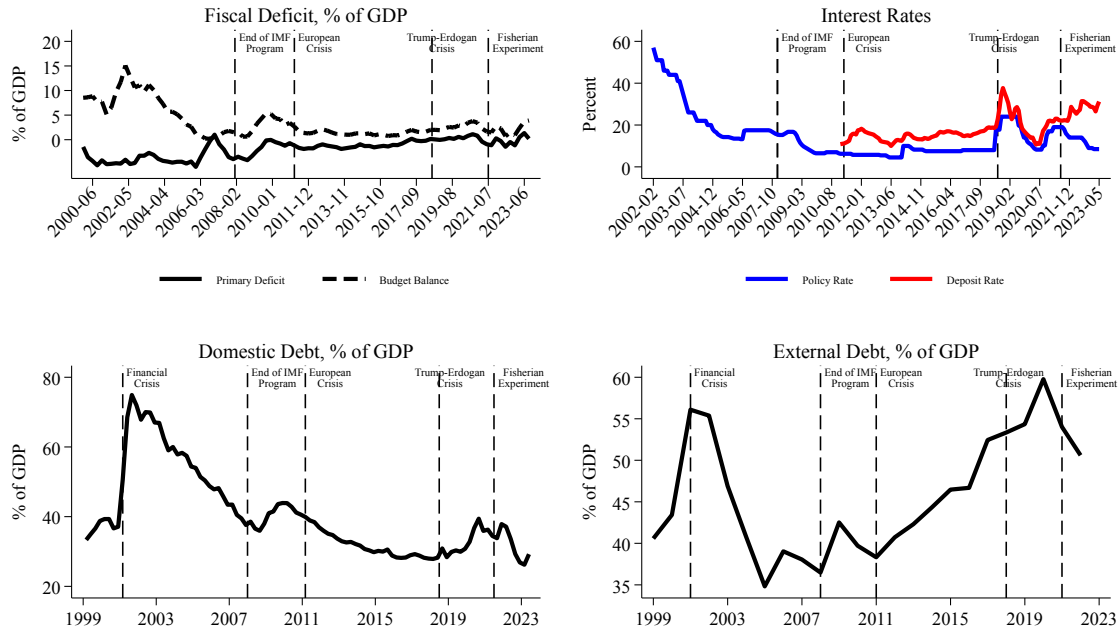 Fiscal Deficit, % of GDP
% of GDP
20
15
10
5
0
End of IMF
Program
European
Crisis
Trump-Erdogan
Crisis
Fisherian
Experiment
2000-06
2002-05
2004-04
2006-03
2008-02
2010-01
2011-12
2013-11
2015-10
2017-09
2019-08
2021-07
2023-06
Primary Deficit
Budget Balance
Interest Rates
Percent
60
40
20
0
End of IMF
Program
European
Crisis
Trump-Erdogan
Crisis
Fisherian
Experiment
2002-02
2003-07
2004-12
2006-05
2007-10
2009-03
2010-08
2012-01
2013-06
2014-11
2016-04
2017-09
2019-02
2020-07
2021-12
2023-05
Policy Rate
Deposit Rate
Domestic Debt, % of GDP
% of GDP
80
60
40
20
Financial
Crisis
End of IMF
Program
European
Crisis
Trump-Erdogan
Crisis
Fisherian
Experiment
1999
2003
2007
2011
2015
2019
2023
External Debt, % of GDP
% of GDP
60
55
50
45
40
35
Financial
Crisis
End of IMF
Program
European
Crisis
Trump-Erdogan
Crisis
Fisherian
Experiment
1999
2003
2007
2011
2015
2019
2023